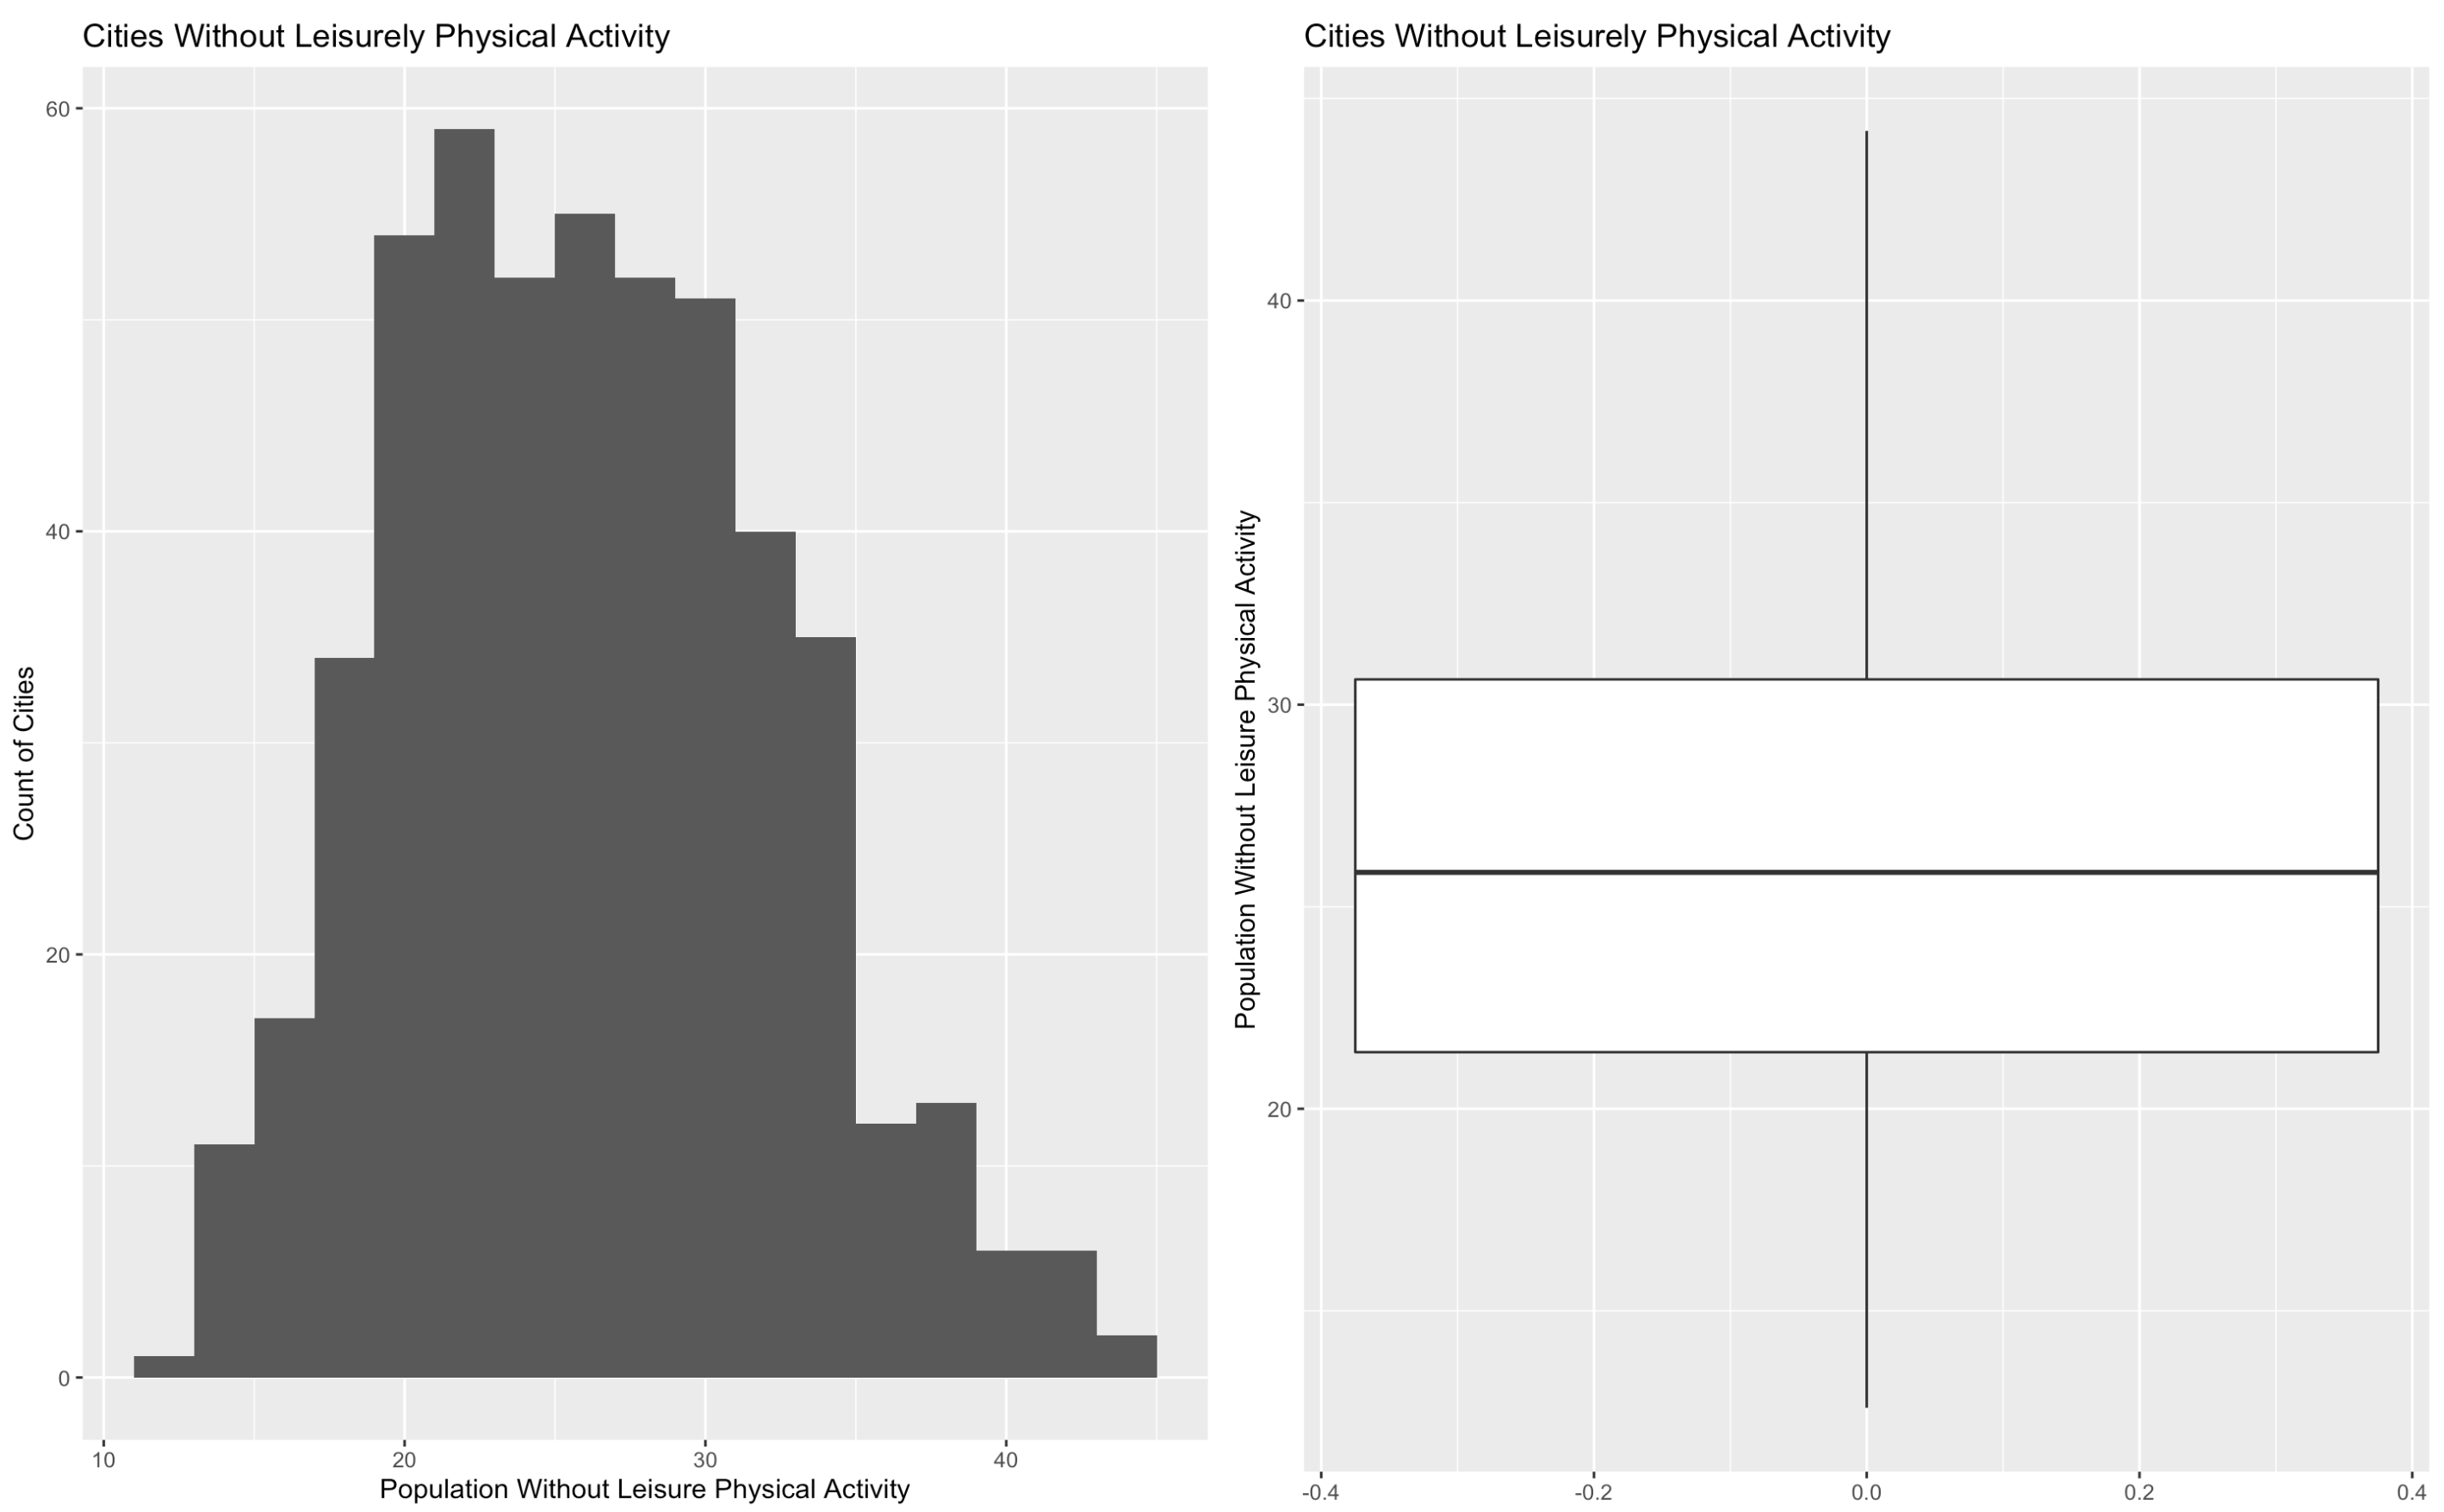 Cities Without Leisurely Physical Activity
60
40
20
0
Count of Cities
10 20 30 40
Population Without Leisure Physical Activity
Cities Without Leisurely Physical Activity
40
30
20
Population Without Leisure Physical Activity
-0.4 -0.2 0.0 0.2 0.4